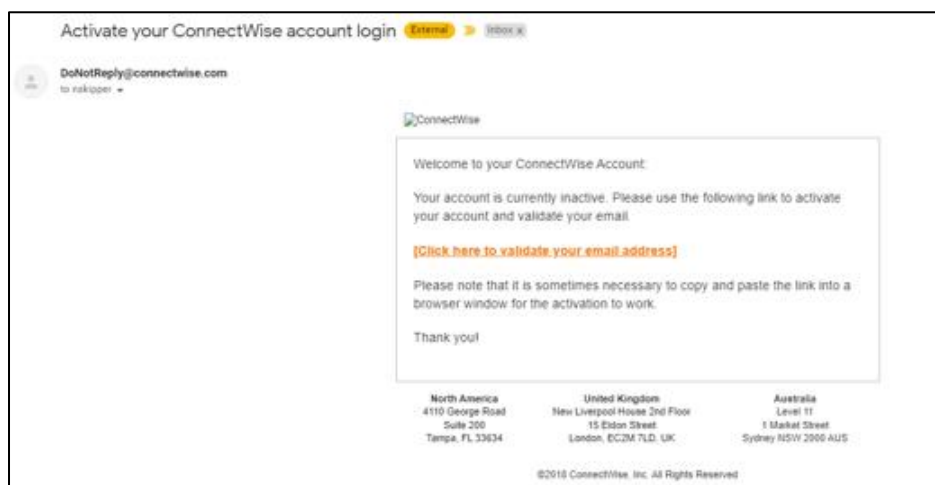 Activate your ConnectWise account login External Inbox x
DoNotReply@connectwise.com
to nskipper
ConnectWise
Welcome to your ConnectWise Account:
Your account is currently inactive. Please use the following link to activate
your account and validate your email.
[Click here to validate your email address]
Please note that it is sometimes necessary to copy and paste the link into a
browser window for the activation to work.
Thank you!
North America
4110 George Road
Suite 200
Tampa, FL 33634
United Kingdom
New Liverpool House 2nd Floor
15 Eldon Street
London, EC2M 7LD. UK
Australia
Level 11
1 Market Street
Sydney NSW 2000 AUS
©2018 ConnectWise, Inc. All Rights Reserved